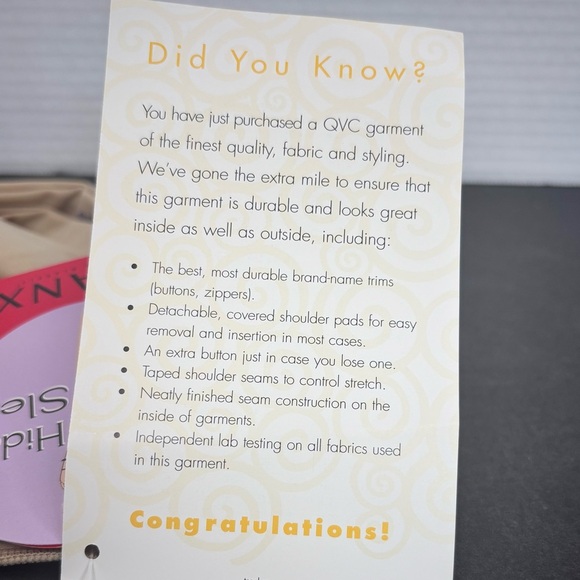 Did You Know?
You have just purchased a QVC garment
of the finest quality, fabric and styling.
We've gone the extra mile to ensure that
this garment is durable and looks great
inside as well as outside, including:
• The best, most durable brand-name trims
(buttons, zippers).
• Detachable, covered shoulder pads for easy
removal and insertion in most cases.
• An extra button just in case you lose one.
• Taped shoulder seams to control stretch.
• Neatly finished seam construction on the
inside of garments.
• Independent lab testing on all fabrics used
in this garment.
Congratulations!
ANX
Hid
Sle